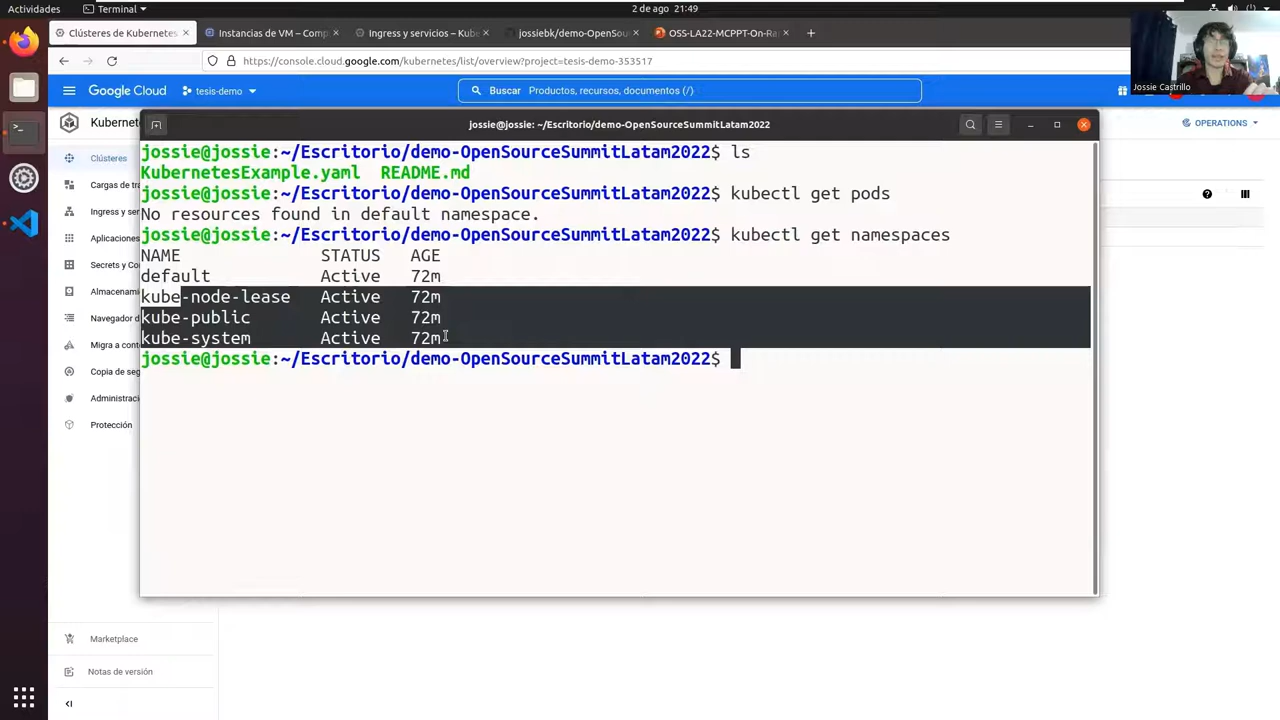 Actividades
Terminal
2 de ago 21:49
Clústeres de Kubernetes
Instancias de VM – Comp
Ingress y servicios – Kube
jossiebk/demo-OpenSou
OSS-LA22-MCPPT-On-Ra
https://console.cloud.google.com/kubernetes/list/overview?project=tesis-demo-353517
Jossie Castrillo
Google Cloud
tesis-demo
Buscar Productos, recursos, documentos (/)
jossie@jossie: ~/Escritorio/demo-OpenSourceSummitLatam2022
OPERATIONS
Clústeres
Cargas de tra
Ingress y ser
Aplicaciones
Secrets y Co
Almacenami
Navegador d
Migra a cont
Copia de seg
Administraci
Protección
Marketplace
Notas de versión
jossie@jossie:~/Escritorio/demo-OpenSourceSummitLatam2022$ ls
KubernetesExample.yaml README.md
jossie@jossie:~/Escritorio/demo-OpenSourceSummitLatam2022$ kubectl get pods
No resources found in default namespace.
jossie@jossie:~/Escritorio/demo-OpenSourceSummitLatam2022$ kubectl get namespaces
NAME STATUS AGE
default Active 72m
kube-node-lease Active 72m
kube-public Active 72m
kube-system Active 72m
jossie@jossie:~/Escritorio/demo-OpenSourceSummitLatam2022$